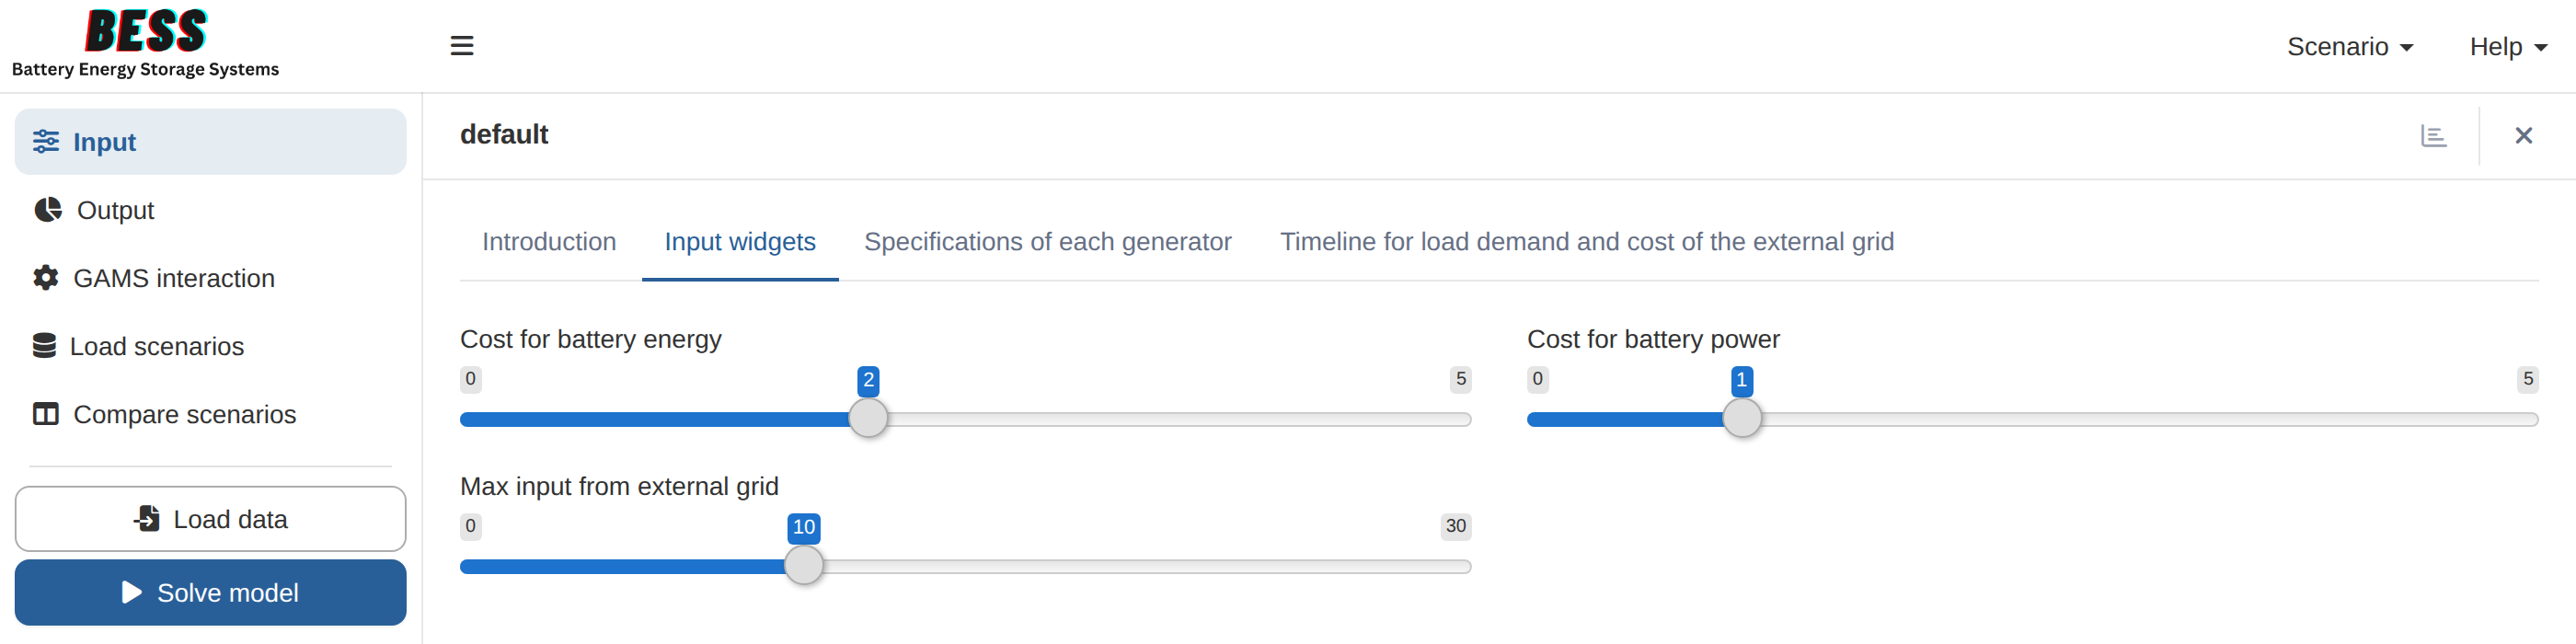 BESS
Battery Energy Storage Systems
Scenario
Help
Input
Output
GAMS interaction
Load scenarios
Compare scenarios
Load data
Solve model
default
Introduction
Input widgets
Specifications of each generator
Timeline for load demand and cost of the external grid
Cost for battery energy
0
2
5
Cost for battery power
0
1
5
Max input from external grid
0
10
30